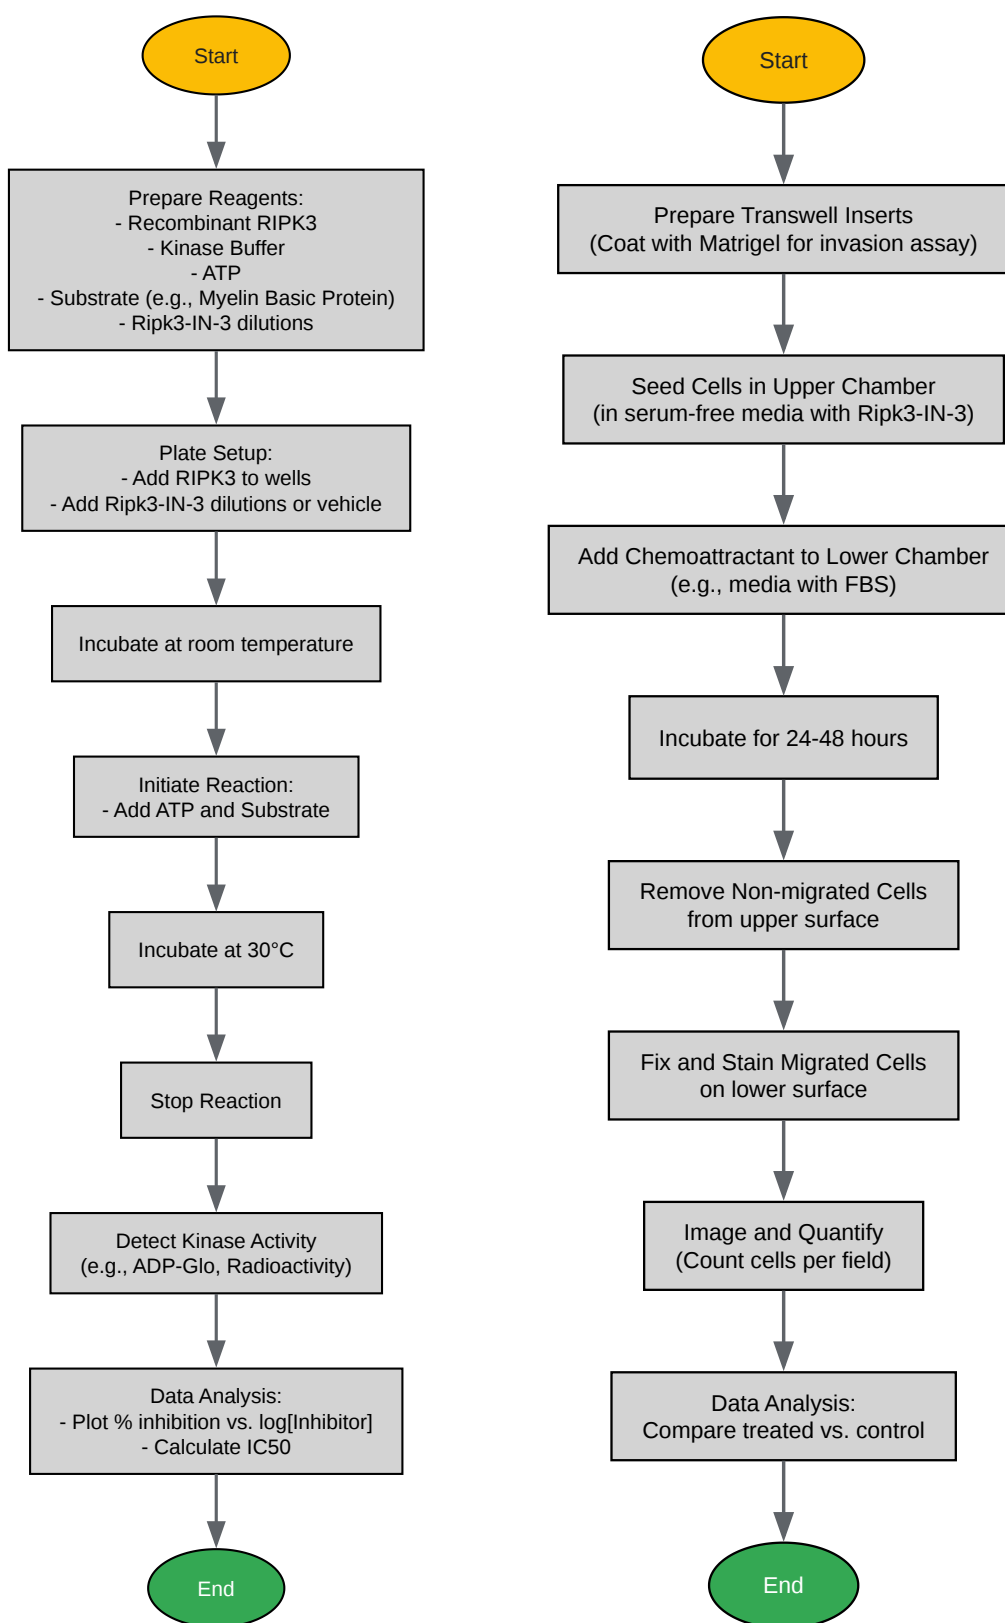 Start
Prepare Reagents:
- Recombinant RIPK3
- Kinase Buffer
- ATP
- Substrate (e.g., Myelin Basic Protein)
- Ripk3-IN-3 dilutions
Plate Setup:
- Add RIPK3 to wells
- Add Ripk3-IN-3 dilutions or vehicle
Incubate at room temperature
Initiate Reaction:
- Add ATP and Substrate
Incubate at 30°C
Stop Reaction
Detect Kinase Activity
(e.g., ADP-Glo, Radioactivity)
Data Analysis:
- Plot % inhibition vs. log[Inhibitor]
- Calculate IC50
End
Start
Prepare Transwell Inserts
(Coat with Matrigel for invasion assay)
Seed Cells in Upper Chamber
(in serum-free media with Ripk3-IN-3)
Add Chemoattractant to Lower Chamber
(e.g., media with FBS)
Incubate for 24-48 hours
Remove Non-migrated Cells
from upper surface
Fix and Stain Migrated Cells
on lower surface
Image and Quantify
(Count cells per field)
Data Analysis:
Compare treated vs. control
End